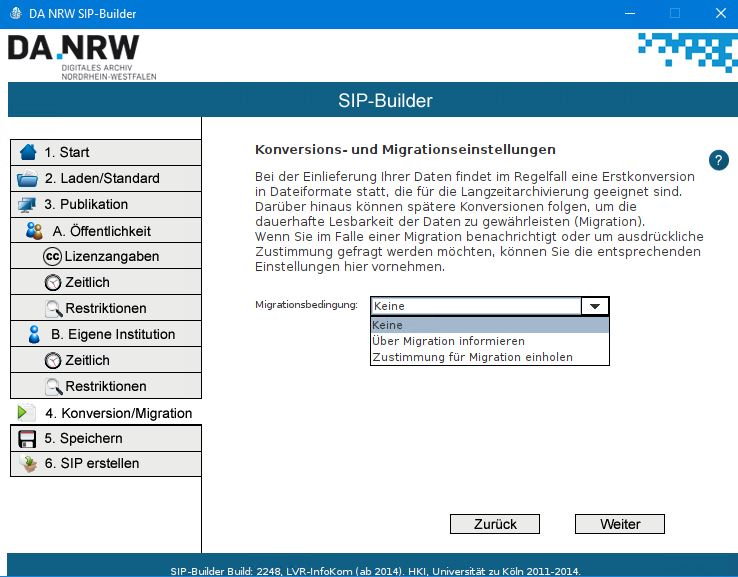 DA NRW SIP-Builder
DA.NRW
DIGITALES ARCHIV
NORDRHEIN-WESTFALEN
SIP-Builder
1. Start
2. Laden/Standard
3. Publikation
A. Öffentlichkeit
cc Lizenzangaben
Zeitlich
Restriktionen
B. Eigene Institution
Zeitlich
Restriktionen
4. Konversion/Migration
5. Speichern
6. SIP erstellen
Konversions- und Migrationseinstellungen
?
Bei der Einlieferung Ihrer Daten findet im Regelfall eine Erstkonversion
in Dateiformate statt, die für die Langzeitarchivierung geeignet sind.
Darüber hinaus können spätere Konversionen folgen, um die
dauerhafte Lesbarkeit der Daten zu gewährleisten (Migration).
Wenn Sie im Falle einer Migration benachrichtigt oder um ausdrückliche
Zustimmung gefragt werden möchten, können Sie die entsprechenden
Einstellungen hier vornehmen.
Migrationsbedingung: Keine
Keine
Über Migration informieren
Zustimmung für Migration einholen
Zurück Weiter
SIP-Builder Build: 2248, LVR-InfoKom (ab 2014). HKI, Universität zu Köln 2011-2014.